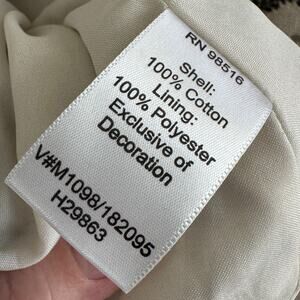 RN 98516
Shell:
100% Cotton
Lining:
100% Polyester
Exclusive of
Decoration
V#M1098/182095
H29863